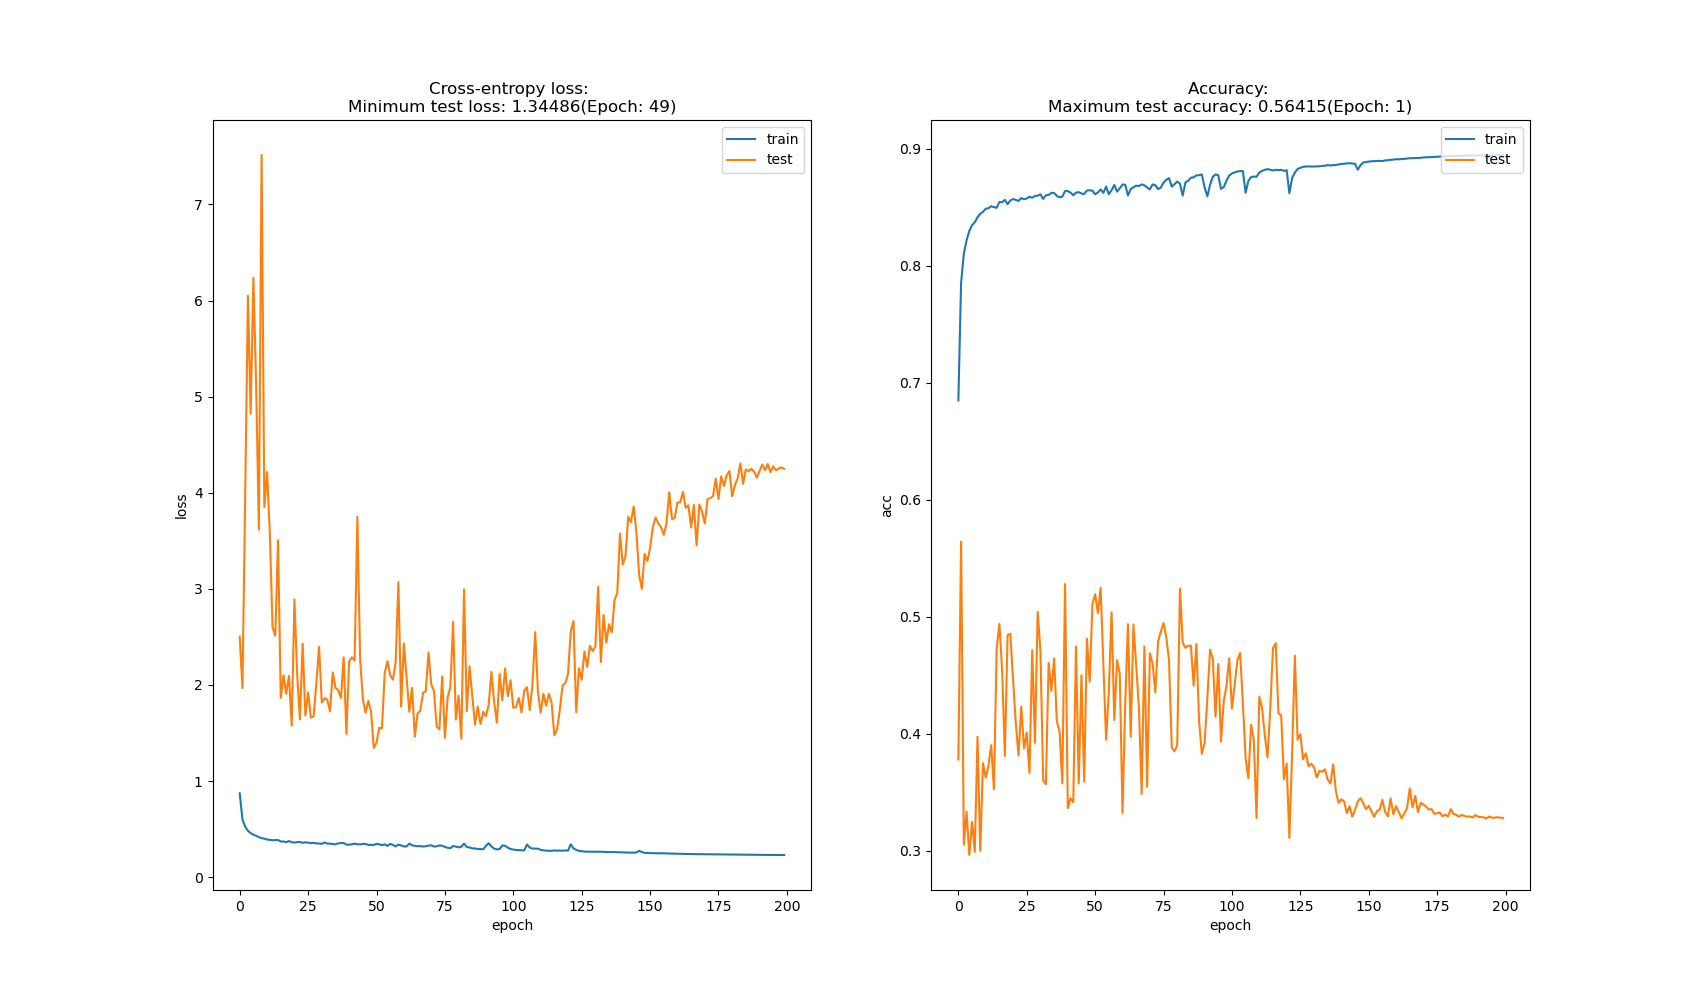 Cross-entropy loss:
Minimum test loss: 1.34486(Epoch: 49)
train
test
7
6
5
4
3
2
1
0
loss
0 25 50 75 100 125 150 175 200
epoch
Accuracy:
Maximum test accuracy: 0.56415(Epoch: 1)
train
test
0.9
0.8
0.7
0.6
0.5
0.4
0.3
acc
0 25 50 75 100 125 150 175 200
epoch